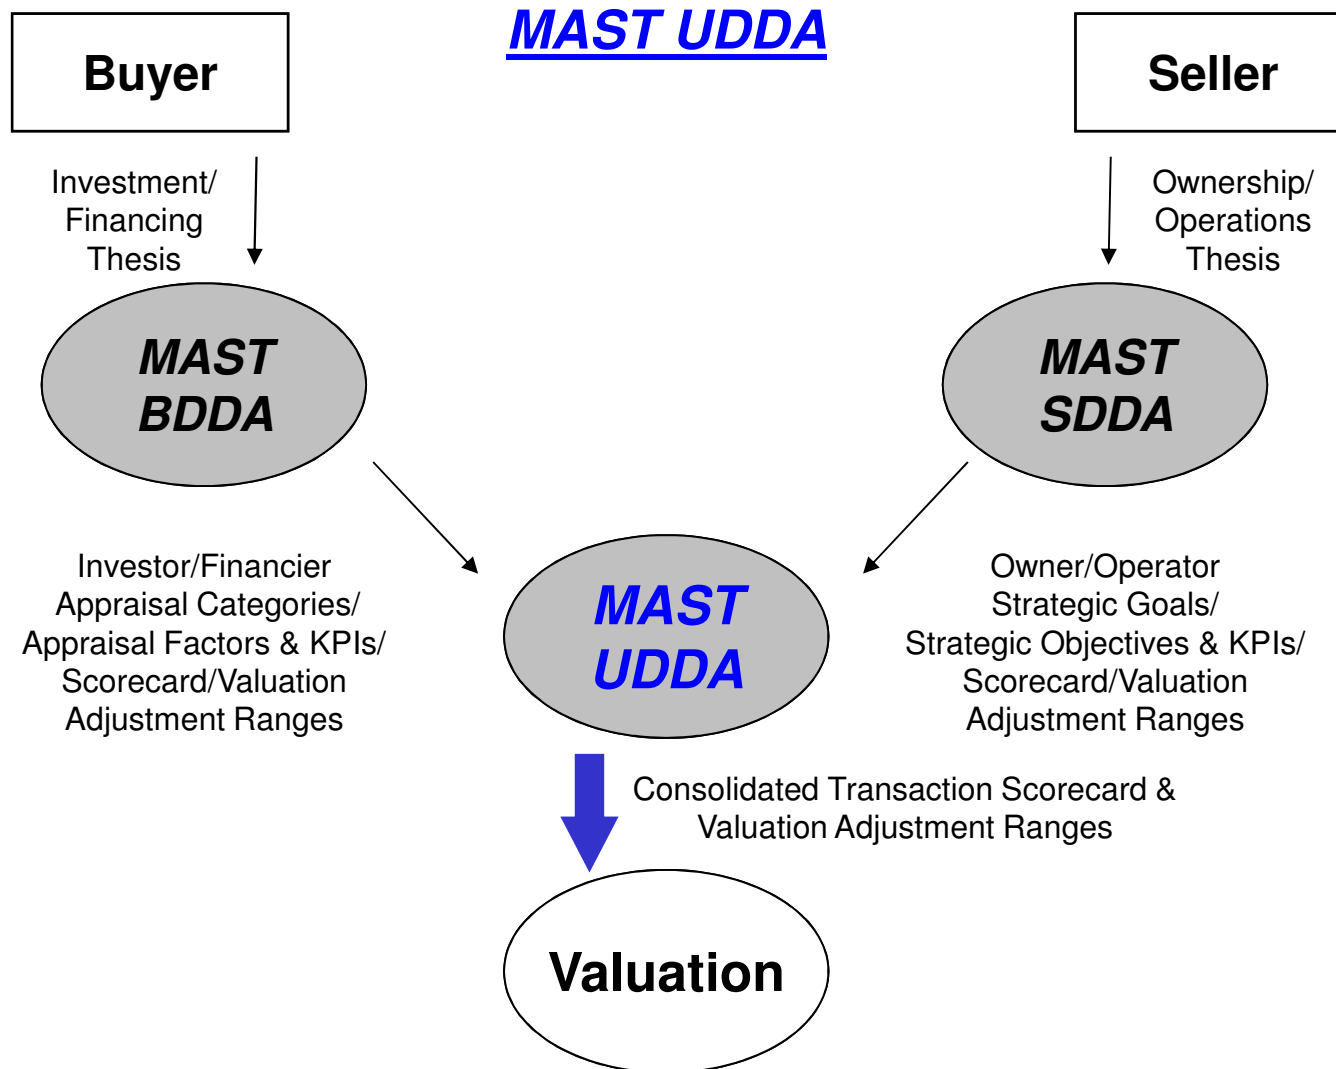 MAST UDDA
Buyer
Seller
Investment/
Financing
Thesis
Ownership/
Operations
Thesis
MAST
BDDA
MAST
SDDA
Investor/Financier
Appraisal Categories/
Appraisal Factors & KPIs/
Scorecard/Valuation
Adjustment Ranges
MAST
UDDA
Owner/Operator
Strategic Goals/
Strategic Objectives & KPIs/
Scorecard/Valuation
Adjustment Ranges
Consolidated Transaction Scorecard &
Valuation Adjustment Ranges
Valuation